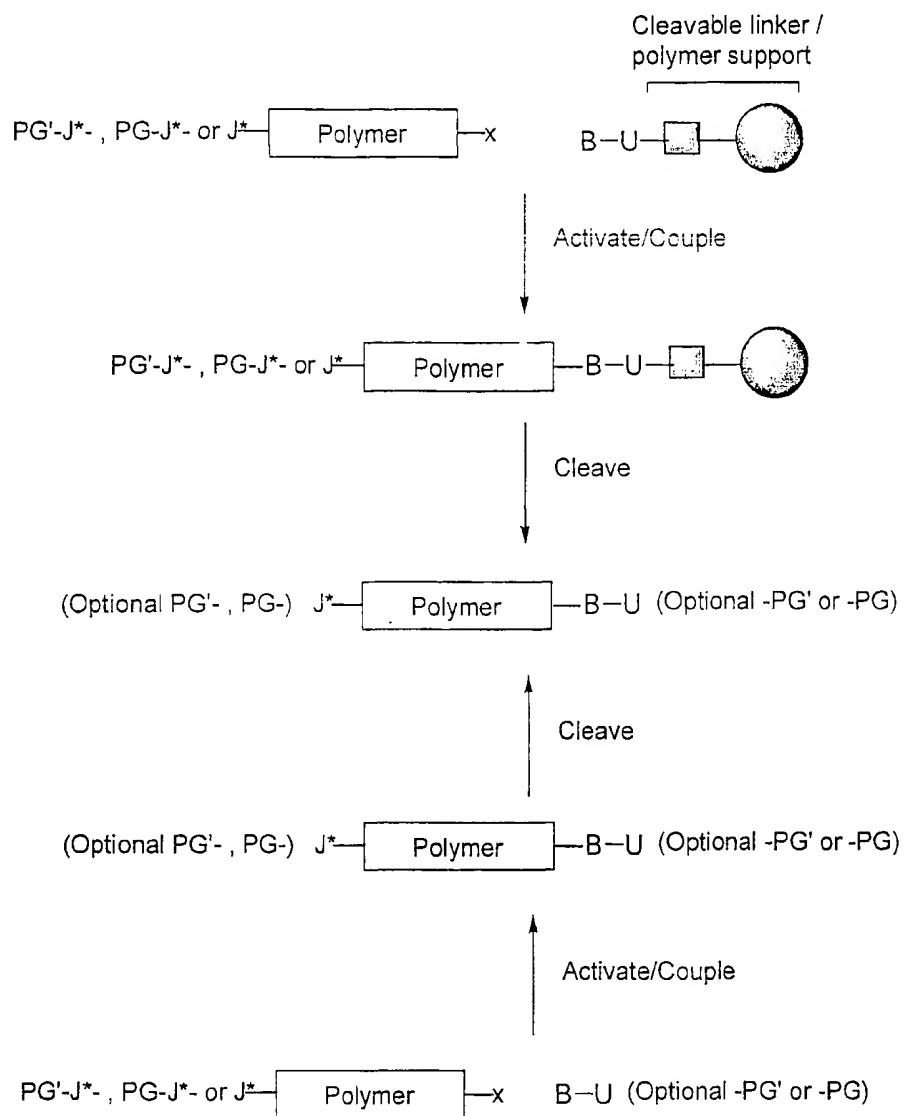 Cleavable linker /
polymer support
PG'-J*- , PG-J*- or J* Polymer x B-U
Activate/Couple
PG'-J*- , PG-J*- or J* Polymer B-U
Cleave
(Optional PG'- , PG-) J* Polymer B-U (Optional -PG' or -PG)
Cleave
(Optional PG'- , PG-) J* Polymer B-U (Optional -PG' or -PG)
Activate/Couple
PG'-J*- , PG-J*- or J* Polymer x B-U (Optional -PG' or -PG)